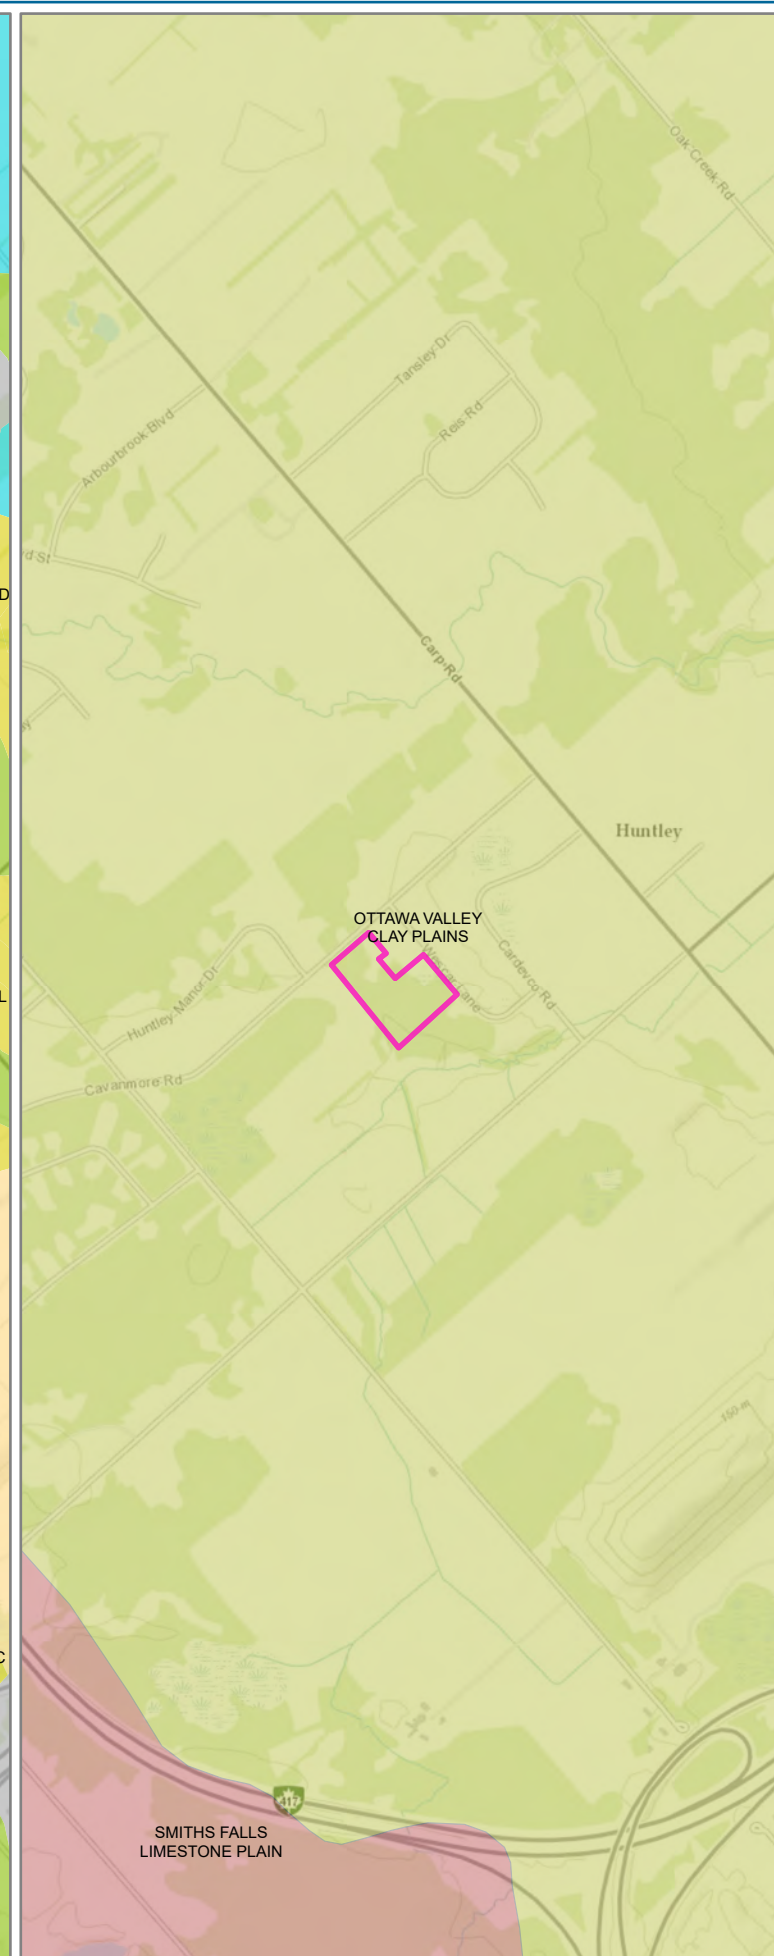 Oak Creek Rd
Tansley Dr
Reis Rd
Arbourbrook Blvd
d St
D
Carp Rd
Huntley
OTTAWA VALLEY
CLAY PLAINS
Cardevco Rd
Lane
L
Huntley Manor Dr
Cavanmore Rd
150 m
C
417
SMITHS FALLS
LIMESTONE PLAIN